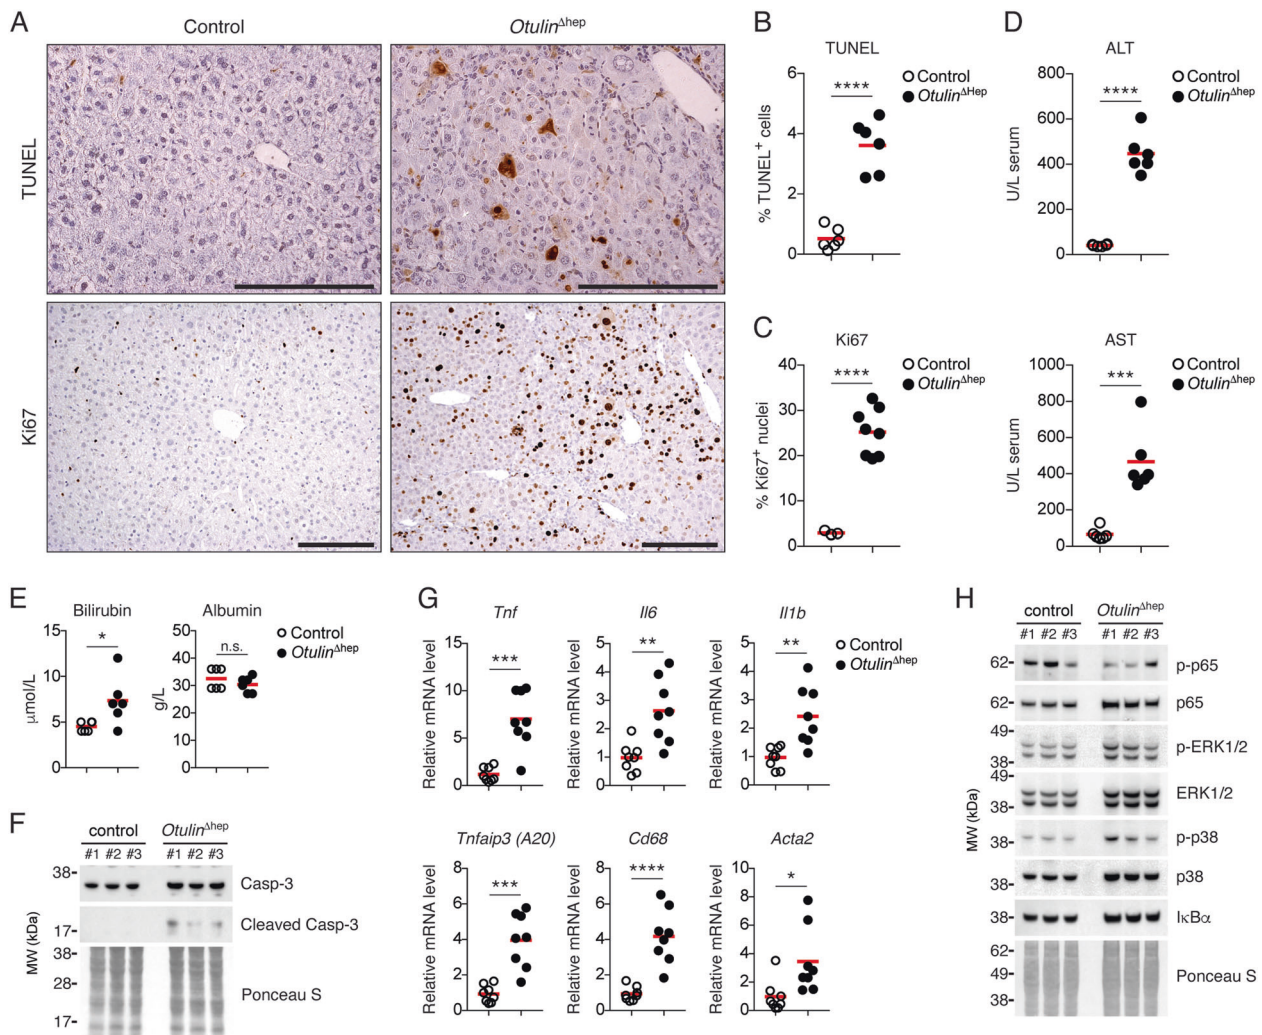 A
Control
Otulin^Δhep
TUNEL
Ki67
B
TUNEL
% TUNEL⁺ cells
6
4
2
0
****
Control
Otulin^ΔHep
C
Ki67
% Ki67⁺ nuclei
40
30
20
10
0
****
Control
Otulin^Δhep
D
ALT
U/L serum
800
600
400
200
0
****
Control
Otulin^Δhep
AST
U/L serum
1000
800
600
400
200
0
***
Control
Otulin^Δhep
E
Bilirubin
μmol/L
15
10
5
0
*
Albumin
g/L
50
40
30
20
10
0
n.s.
Control
Otulin^Δhep
F
control
Otulin^Δhep
#1 #2 #3
#1 #2 #3
MW (kDa)
38
Casp-3
17
Cleaved Casp-3
38
28
17
Ponceau S
G
Tnf
Relative mRNA level
15
10
5
0
***
Il6
Relative mRNA level
5
4
3
2
1
0
**
Il1b
Relative mRNA level
5
4
3
2
1
0
**
Control
Otulin^Δhep
Tnfaip3 (A20)
Relative mRNA level
8
6
4
2
0
***
Cd68
Relative mRNA level
8
6
4
2
0
****
Acta2
Relative mRNA level
10
8
6
4
2
0
*
H
control
Otulin^Δhep
#1 #2 #3
#1 #2 #3
MW (kDa)
62
p-p65
62
p65
p-ERK1/2
38
49
ERK1/2
38
p-p38
38
p38
38
IκBα
62
49
38
Ponceau S